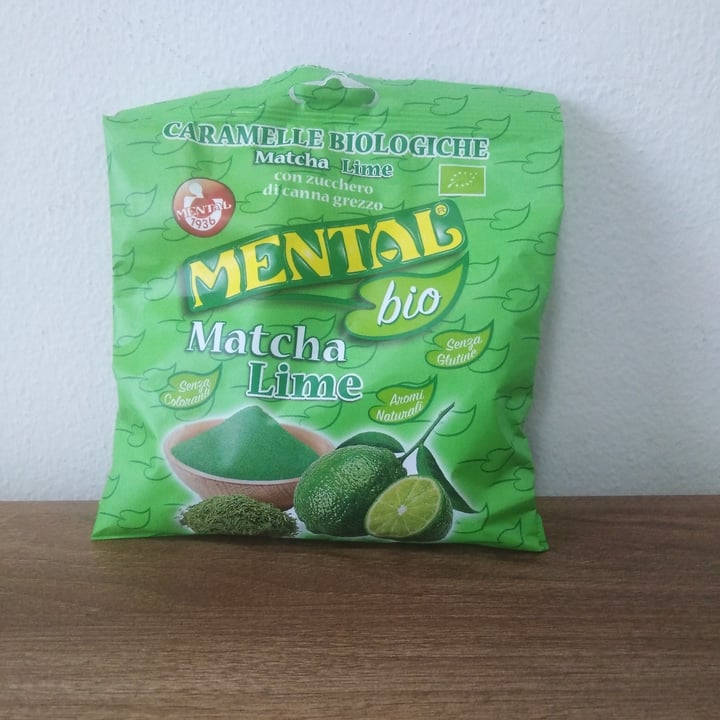 CARAMELLE BIOLOGICHE
Matcha Lime
con zucchero
di canna grezzo
MENTAL
1936
MENTAL®
bio
Matcha
Lime
Senza
Glutine
Senza
Coloranti
Aromi
Naturali